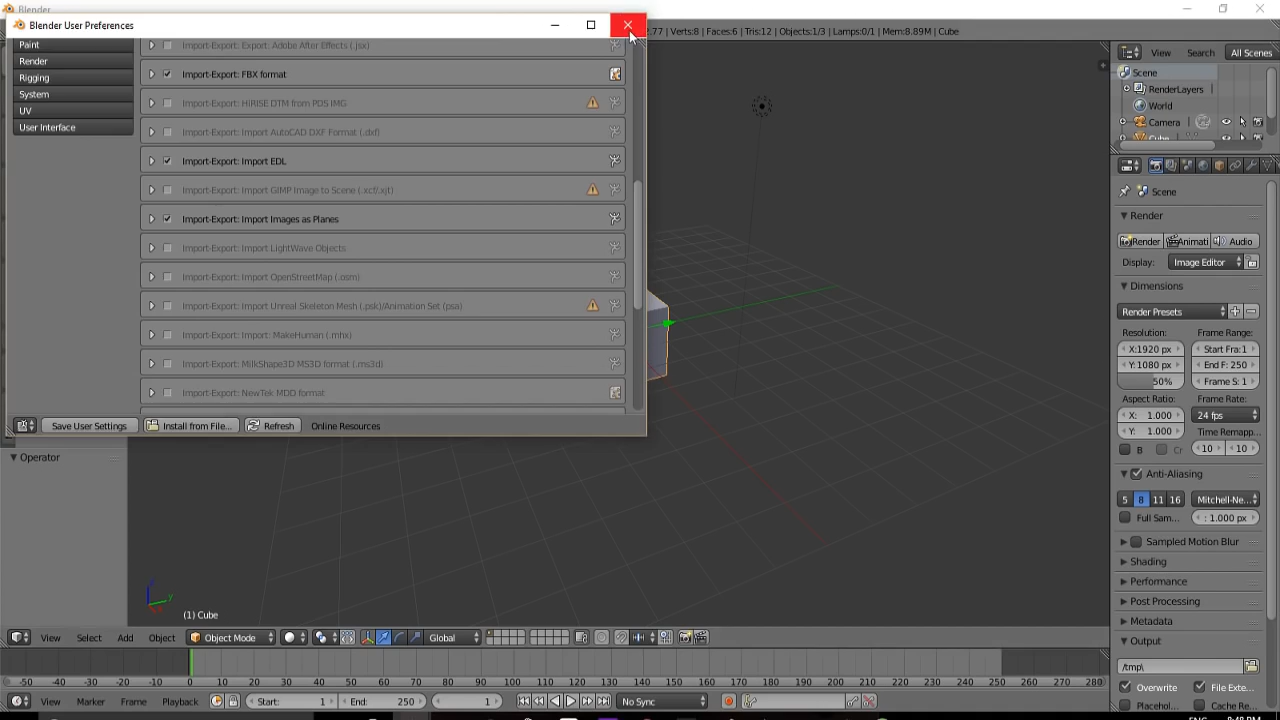 Blender
Blender User Preferences
2.77 | Verts:8 | Faces:6 | Tris:12 | Objects:1/3 | Lamps:0/1 | Mem:8.89M | Cube
Paint
Render
Rigging
System
UV
User Interface
Import-Export: Export: Adobe After Effects (.jsx)
Import-Export: FBX format
Import-Export: HiRISE DTM from PDS IMG
Import-Export: Import AutoCAD DXF Format (.dxf)
Import-Export: Import EDL
Import-Export: Import GIMP Image to Scene (.xcf/.xjt)
Import-Export: Import Images as Planes
Import-Export: Import LightWave Objects
Import-Export: Import OpenStreetMap (.osm)
Import-Export: Import Unreal Skeleton Mesh (.psk)/Animation Set (psa)
Import-Export: Import: MakeHuman (.mhx)
Import-Export: MilkShape3D MS3D format (.ms3d)
Import-Export: NewTek MDD format
Save User Settings
Install from File...
Refresh
Online Resources
Operator
(1) Cube
View Select Add Object Object Mode Global
-50 -40 -30 -20 -10 0 10 20 30 40 50 60 70 80 90 100 110 120 130 140 150 160 170 180 190 200 210 220 230 240 250 260 270 280 290
View Marker Frame Playback Start: 1 End: 250 1 No Sync
View Search All Scenes
Scene
RenderLayers
World
Camera
Cube
Scene
Render
Render Animati Audio
Display: Image Editor
Dimensions
Render Presets
Resolution: Frame Range:
X:1920 px Start Fra:1
Y:1080 px End F: 250
50% Frame S: 1
Aspect Ratio: Frame Rate:
X: 1.000 24 fps
Y: 1.000 Time Remapp...
B Cr 10 10
Anti-Aliasing
5 8 11 16 Mitchell-Ne...
Full Sam... : 1.000 px
Sampled Motion Blur
Shading
Performance
Post Processing
Metadata
Output
/tmp\
Overwrite File Exte...
Placehol... Cache Re...